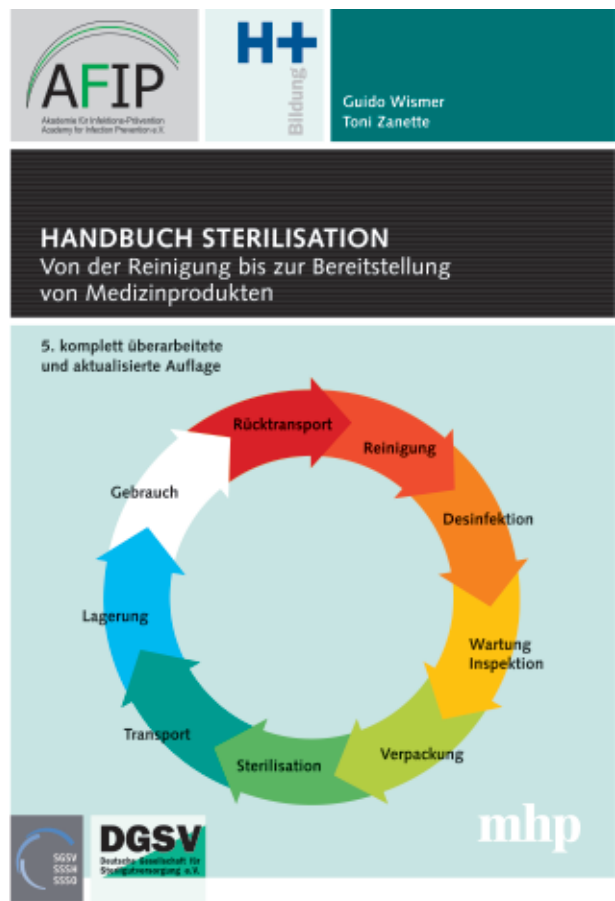 AFIP
Akademie für Infektions-Prävention
Academy for Infection Prevention e.V.
H+
Bildung
Guido Wismer
Toni Zanette
HANDBUCH STERILISATION
Von der Reinigung bis zur Bereitstellung
von Medizinprodukten
5. komplett überarbeitete
und aktualisierte Auflage
Rücktransport
Reinigung
Desinfektion
Wartung
Inspektion
Verpackung
Sterilisation
Transport
Lagerung
Gebrauch
SGSV
SSSH
SSSO
DGSV
Deutsche Gesellschaft für
Sterilgutversorgung e.V.
mhp